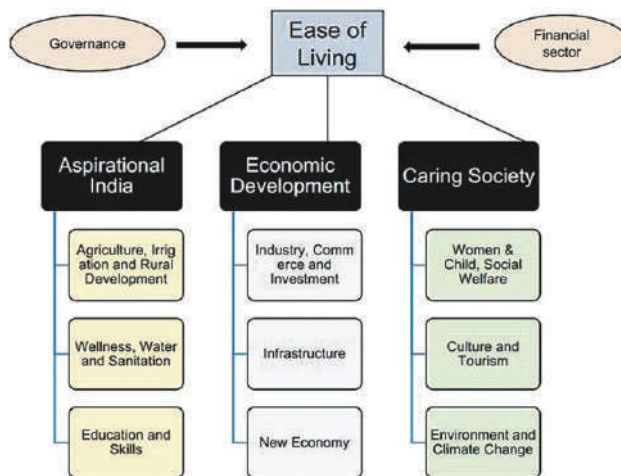 Governance
Ease of
Living
Financial
sector
Aspirational
India
Economic
Development
Caring Society
Agriculture, Irrig
ation and Rural
Development
Industry, Comm
erce and
Investment
Women &
Child, Social
Welfare
Wellness, Water
and Sanitation
Infrastructure
Culture and
Tourism
Education and
Skills
New Economy
Environment and
Climate Change